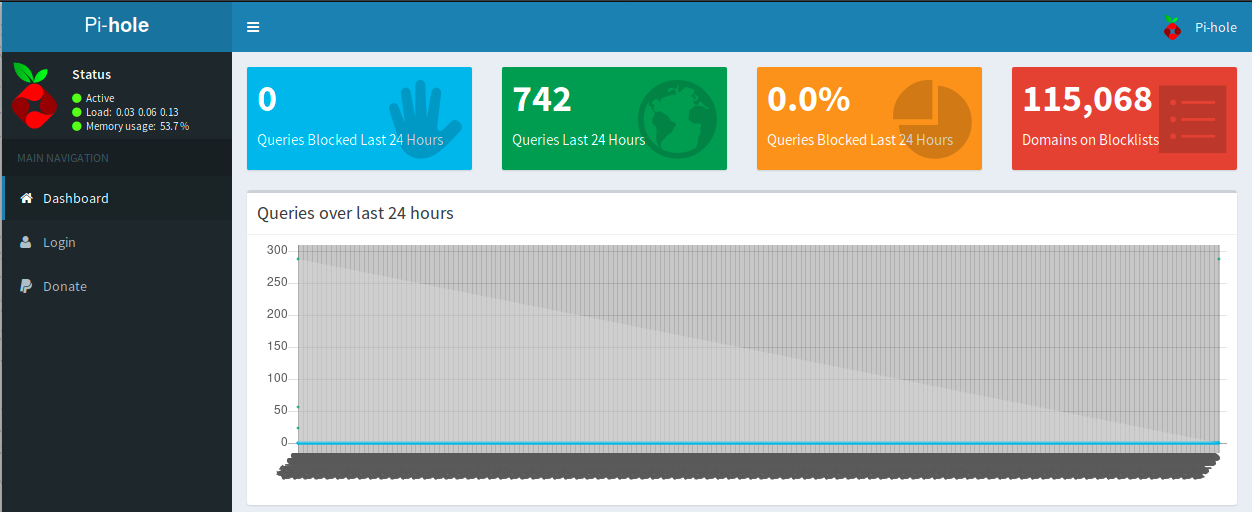 Pi-hole
Pi-hole
Status
Active
Load: 0.03 0.06 0.13
Memory usage: 53.7 %
MAIN NAVIGATION
Dashboard
Login
Donate
0
Queries Blocked Last 24 Hours
742
Queries Last 24 Hours
0.0%
Queries Blocked Last 24 Hours
115,068
Domains on Blocklists
Queries over last 24 hours
300
250
200
150
100
50
0